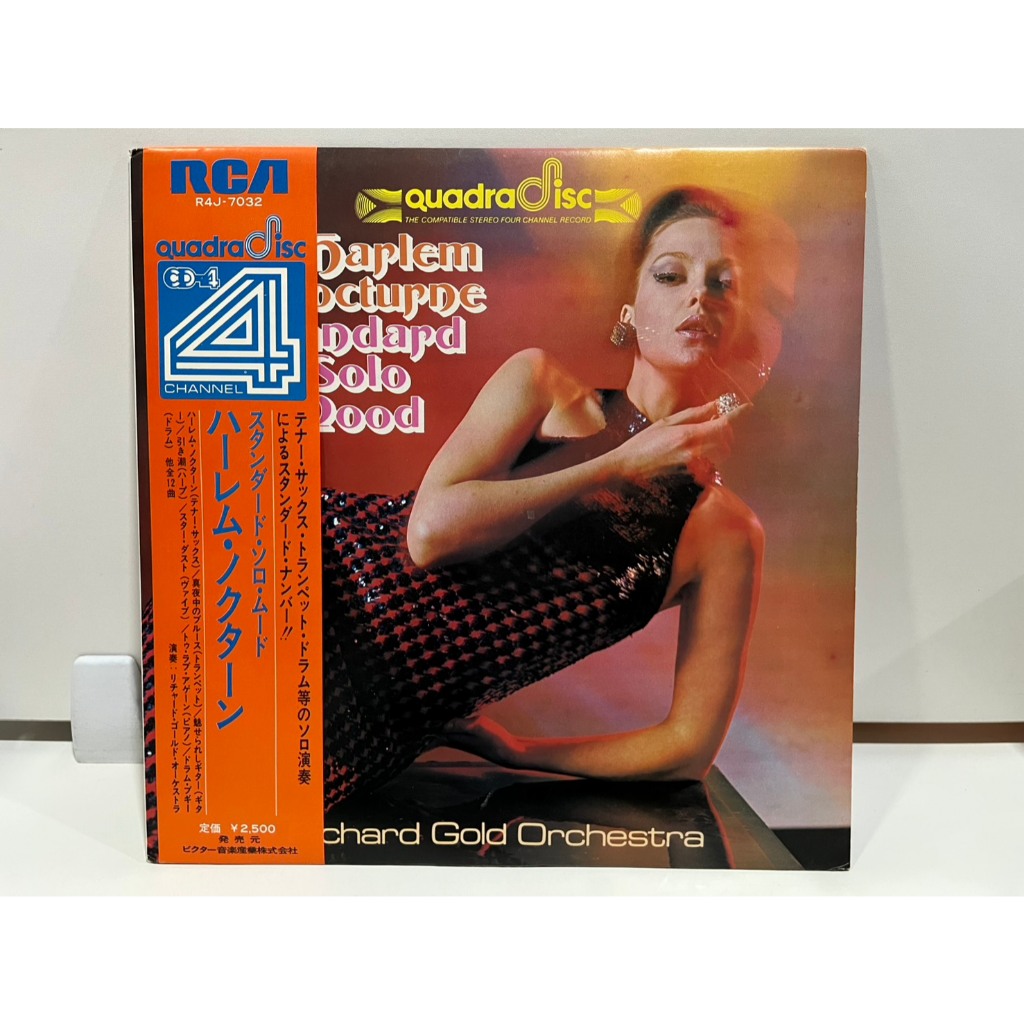 RCA
R4J-7032
quadradisc
CD-4
4
CHANNEL
テナー・サックス・トランペット・ドラム等のソロ演奏
によるスタンダード・ナンバー!!
スタンダード・ソロ・ムード
ハーレム・ノクターン
ハーレム・ノクターン(テナー・サックス)/真夜中のブルース(トランペット)/魅せられしギター(ギタ
ー)/引き潮(ハープ)/スター・ダスト(ヴァイブ)/トゥ・ラブ・アゲーン(ピアノ)/ドラム・ブギー
(ドラム) 他全12曲
演奏:リチャード・ゴールド・オーケストラ
定価 ¥2,500
発売元
ビクター音楽産業株式会社
quadradisc
THE COMPATIBLE STEREO FOUR CHANNEL RECORD
Harlem
octurne
ndard
Solo
Mood
chard Gold Orchestra